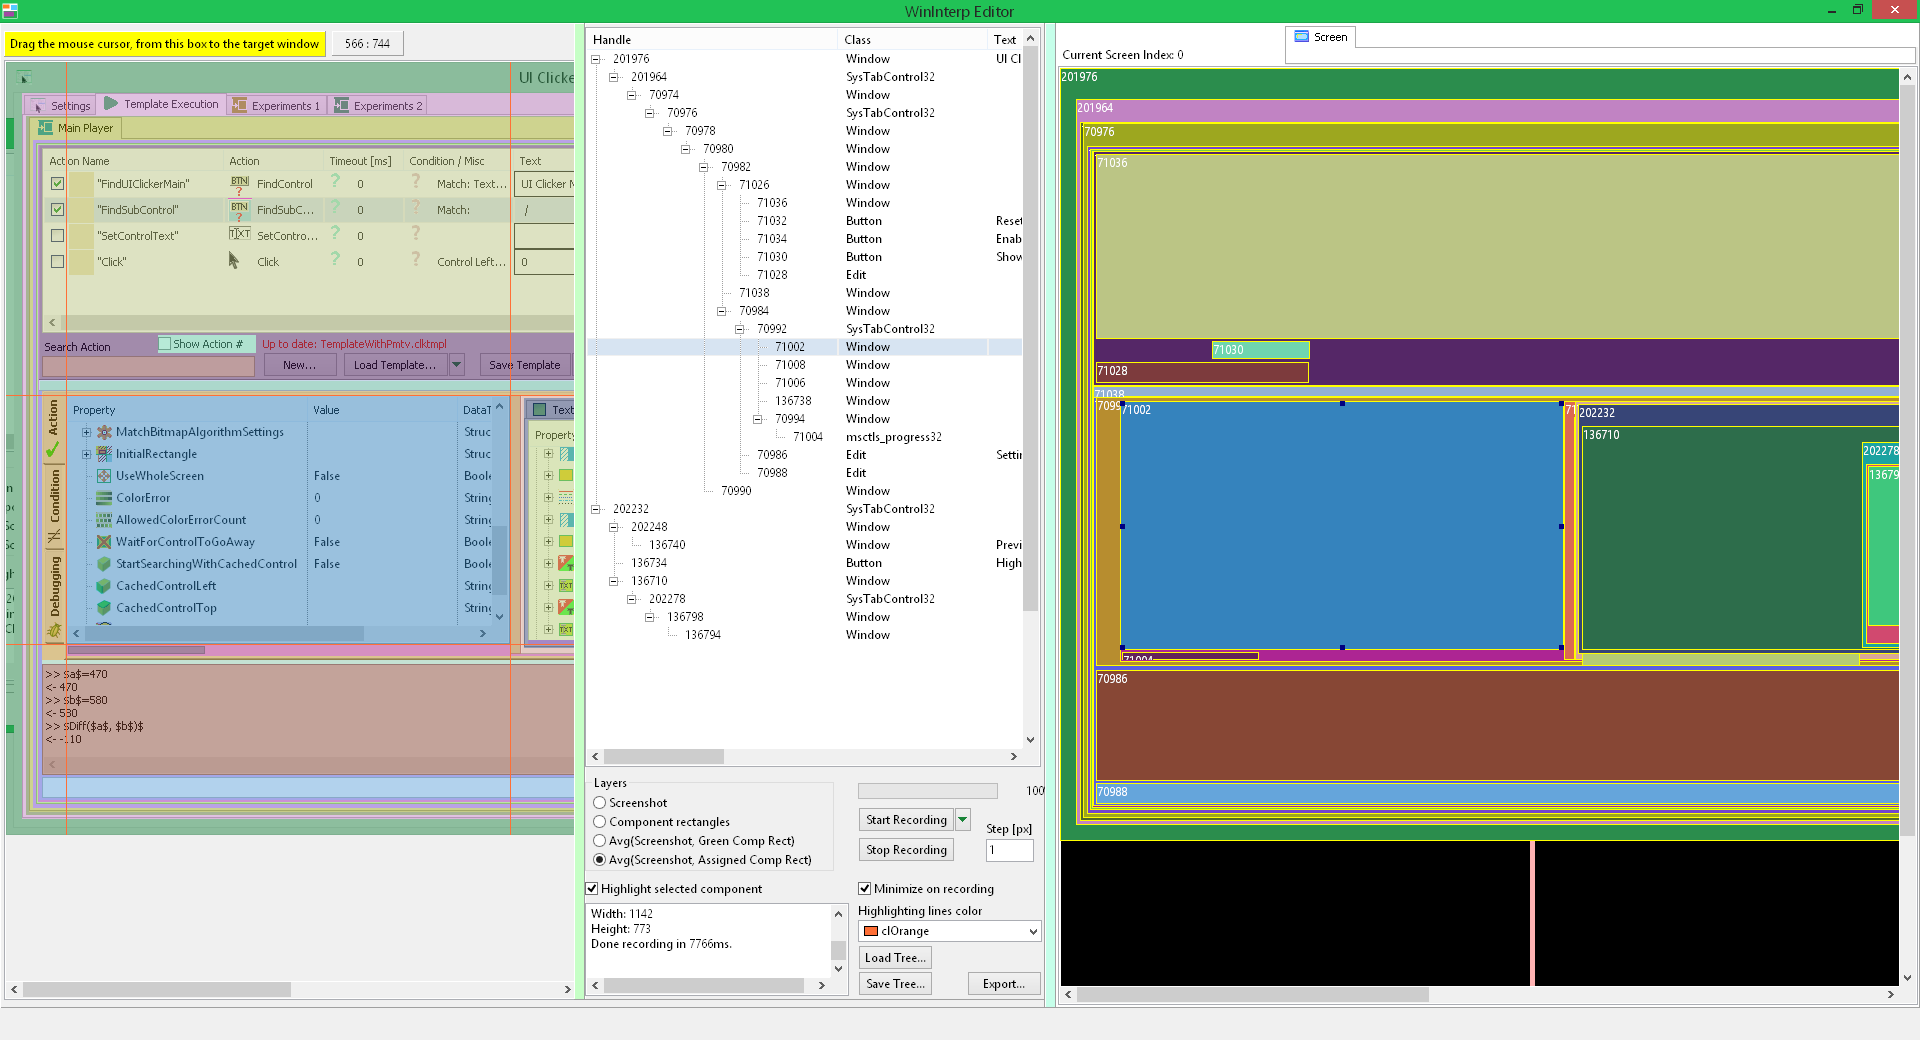 WinInterp Editor
Drag the mouse cursor, from this box to the target window
566 : 744
UI Clicke
Settings
Template Execution
Experiments 1
Experiments 2
Main Player
Action Name Action Timeout [ms] Condition / Misc Text
"FindUIClickerMain" BTN ? FindControl ? 0 ? Match: Text... UI Clicker M
"FindSubControl" BTN ? FindSubC... ? 0 ? Match: /
"SetControlText" TXT SetContro... ? 0 ?
"Click" Click ? 0 ? Control Left... 0
Search Action
Show Action #
Up to date: TemplateWithPmtv.clktmpl
New...
Load Template...
Save Template
Action
Condition
Debugging
Property Value DataT
MatchBitmapAlgorithmSettings Struc
InitialRectangle Struc
UseWholeScreen False Boole
ColorError 0 String
AllowedColorErrorCount 0 String
WaitForControlToGoAway False Boole
StartSearchingWithCachedControl False Boole
CachedControlLeft String
CachedControlTop String
Text
Property
TXT
TXT
>> $a$=470
<- 470
>> $b$=580
<- 580
>> $Diff($a$, $b$)$
<- -110
Handle Class Text
201976 Window UI Cl
201964 SysTabControl32
70974 Window
70976 SysTabControl32
70978 Window
70980 Window
70982 Window
71026 Window
71036 Window
71032 Button Reset
71034 Button Enab
71030 Button Show
71028 Edit
71038 Window
70984 Window
70992 SysTabControl32
71002 Window
71008 Window
71006 Window
136738 Window
70994 Window
71004 msctls_progress32
70986 Edit Settin
70988 Edit
70990 Window
202232 SysTabControl32
202248 Window
136740 Window Previ
136734 Button High
136710 Window
202278 SysTabControl32
136798 Window
136794 Window
Layers
Screenshot
Component rectangles
Avg(Screenshot, Green Comp Rect)
Avg(Screenshot, Assigned Comp Rect)
Highlight selected component
Width: 1142
Height: 773
Done recording in 7766ms.
100
Start Recording
Stop Recording
Step [px]
1
Minimize on recording
Highlighting lines color
clOrange
Load Tree...
Save Tree...
Export...
Screen
Current Screen Index: 0
201976
201964
70976
71036
71030
71028
71038
7099
71002
71
202232
136710
202278
13679
71004
70986
70988